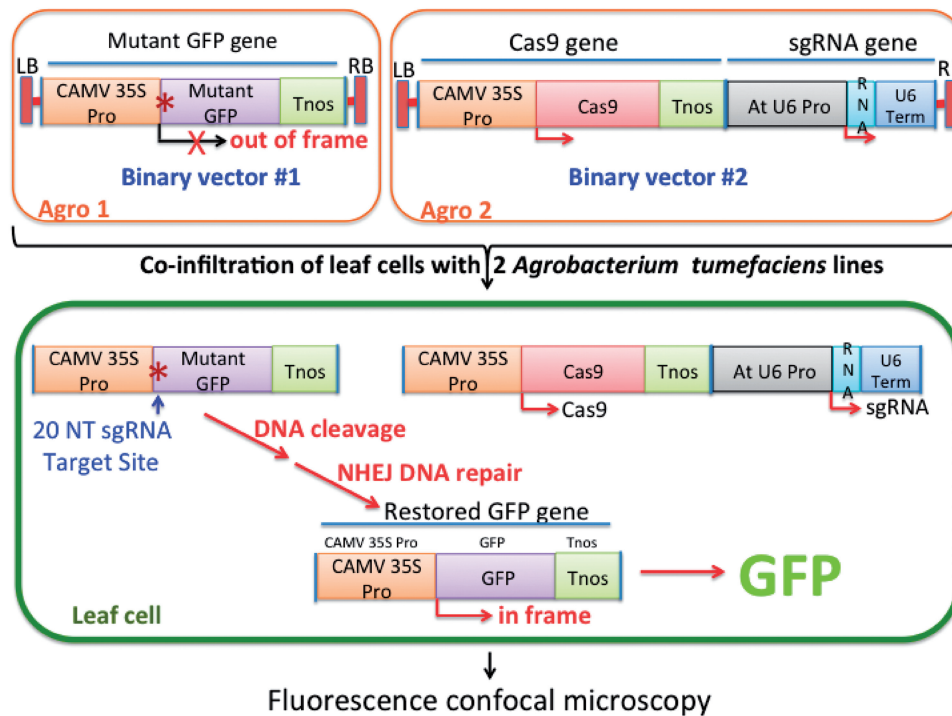 Mutant GFP gene
LB
RB
CAMV 35S
Pro
*
Mutant
GFP
Tnos
X
out of frame
Binary vector #1
Agro 1
Cas9 gene
sgRNA gene
LB
R
CAMV 35S
Pro
Cas9
Tnos
At U6 Pro
R
N
A
U6
Term
Binary vector #2
Agro 2
Co-infiltration of leaf cells with 2 Agrobacterium tumefaciens lines
CAMV 35S
Pro
*
Mutant
GFP
Tnos
CAMV 35S
Pro
Cas9
Tnos
At U6 Pro
R
N
A
U6
Term
Cas9
sgRNA
20 NT sgRNA
Target Site
DNA cleavage
NHEJ DNA repair
Restored GFP gene
CAMV 35S Pro
GFP
Tnos
CAMV 35S
Pro
GFP
Tnos
in frame
GFP
Leaf cell
Fluorescence confocal microscopy